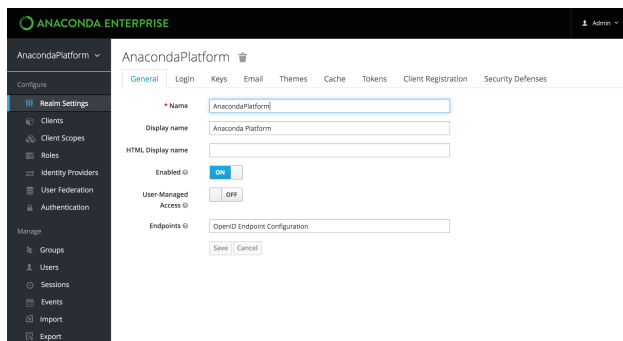 ANACONDA.ENTERPRISE
Admin
AnacondaPlatform
Configure
Realm Settings
Clients
Client Scopes
Roles
Identity Providers
User Federation
Authentication
Manage
Groups
Users
Sessions
Events
Import
Export
AnacondaPlatform
General Login Keys Email Themes Cache Tokens Client Registration Security Defenses
* Name AnacondaPlatform
Display name Anaconda Platform
HTML Display name
Enabled ON
User-Managed
Access OFF
Endpoints OpenID Endpoint Configuration
Save Cancel